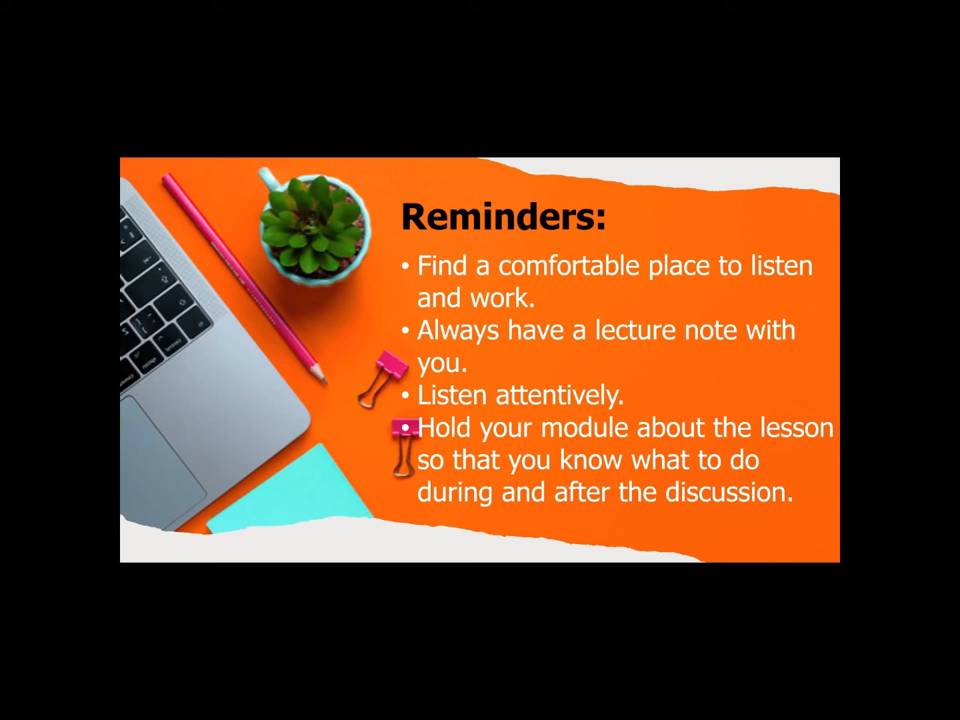 Reminders:
• Find a comfortable place to listen
and work.
• Always have a lecture note with
you.
• Listen attentively.
• Hold your module about the lesson
so that you know what to do
during and after the discussion.